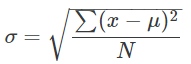 σ = √(∑(x − μ)² / N)